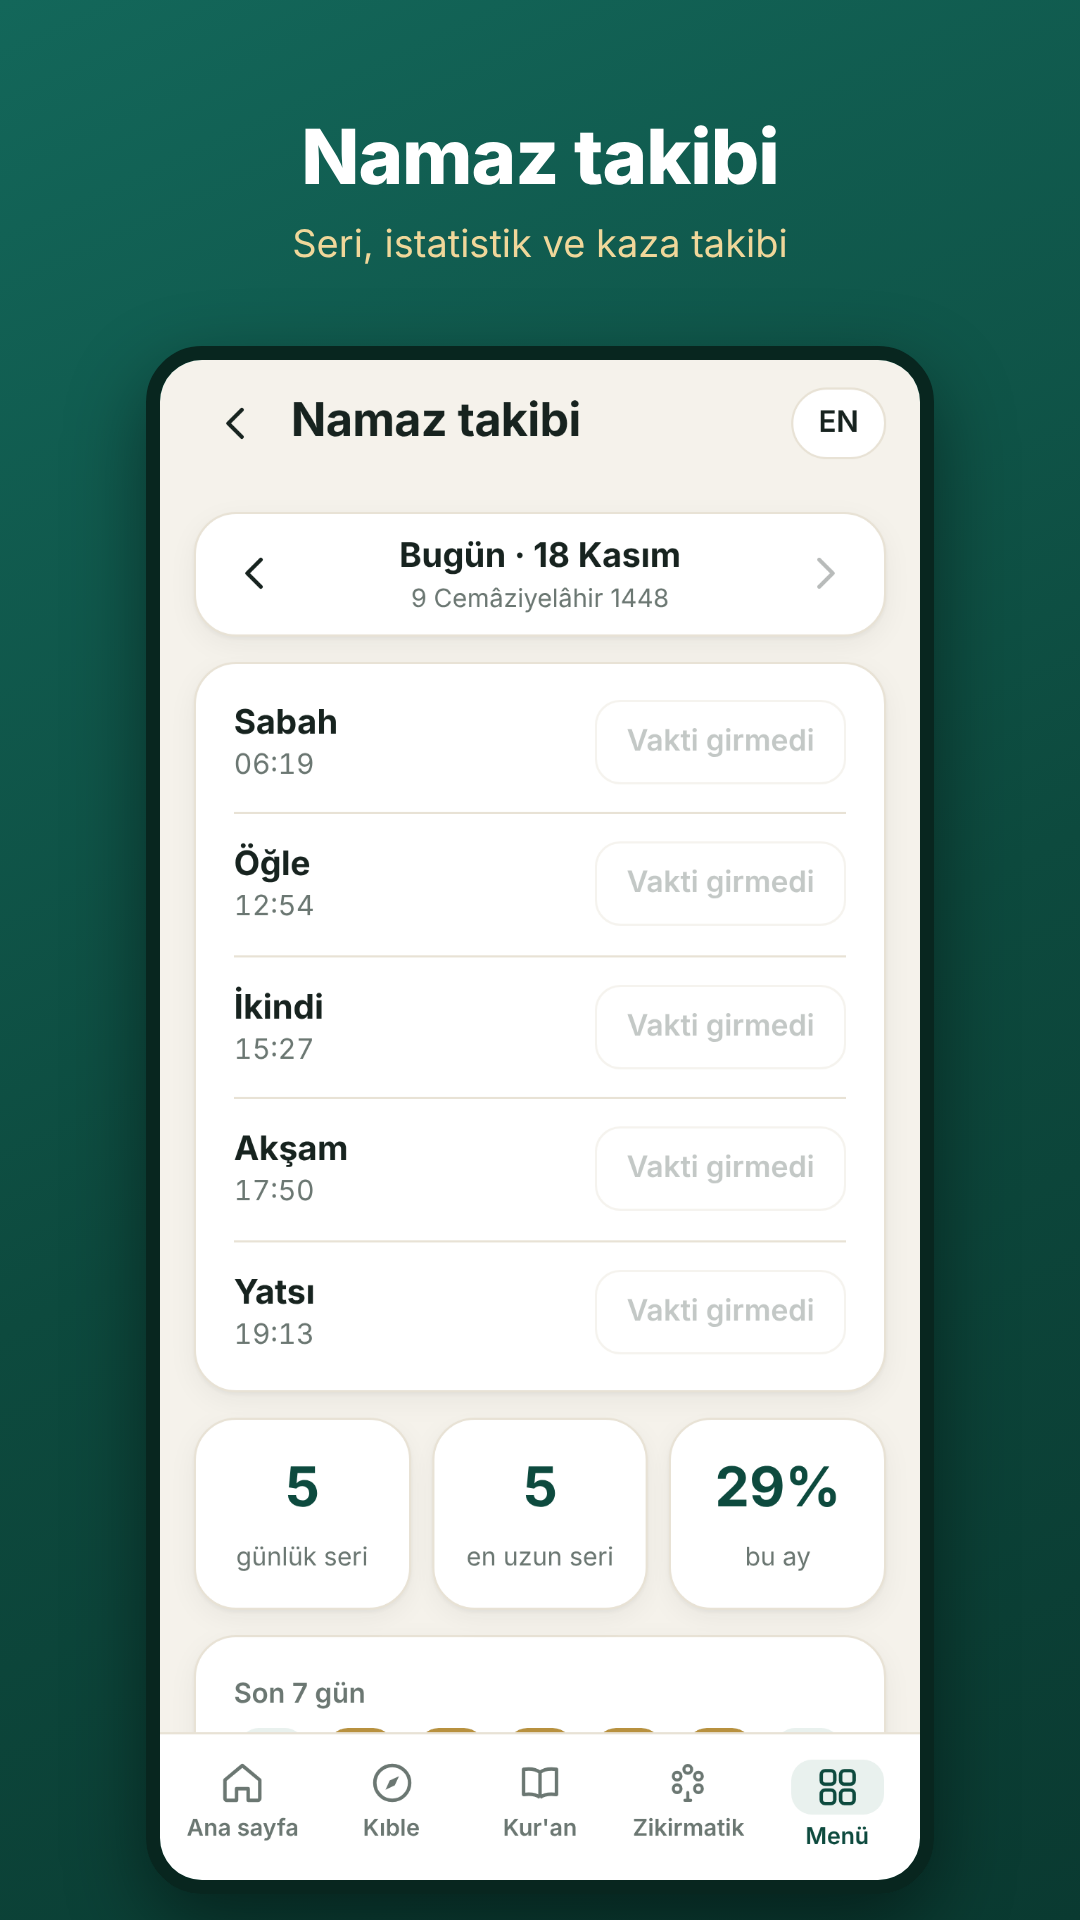 Namaz takibi
Seri, istatistik ve kaza takibi
Namaz takibi
EN
Bugün · 18 Kasım
9 Cemâziyelâhir 1448
Sabah
06:19
Vakti girmedi
Öğle
12:54
Vakti girmedi
İkindi
15:27
Vakti girmedi
Akşam
17:50
Vakti girmedi
Yatsı
19:13
Vakti girmedi
5
günlük seri
5
en uzun seri
29%
bu ay
Son 7 gün
Ana sayfa
Kıble
Kur'an
Zikirmatik
Menü